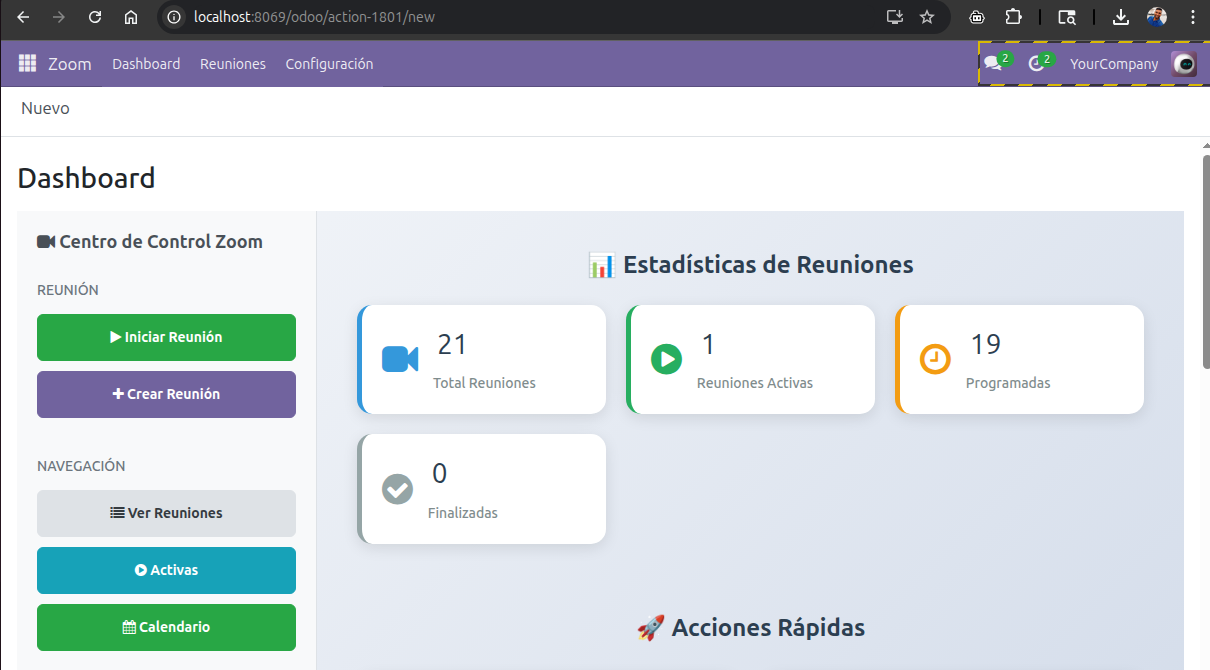 localhost:8069/odoo/action-1801/new
Zoom Dashboard Reuniones Configuración 2 2 YourCompany
Nuevo
Dashboard
Centro de Control Zoom
REUNIÓN
Iniciar Reunión
Crear Reunión
NAVEGACIÓN
Ver Reuniones
Activas
Calendario
Estadísticas de Reuniones
21
Total Reuniones
1
Reuniones Activas
19
Programadas
0
Finalizadas
Acciones Rápidas